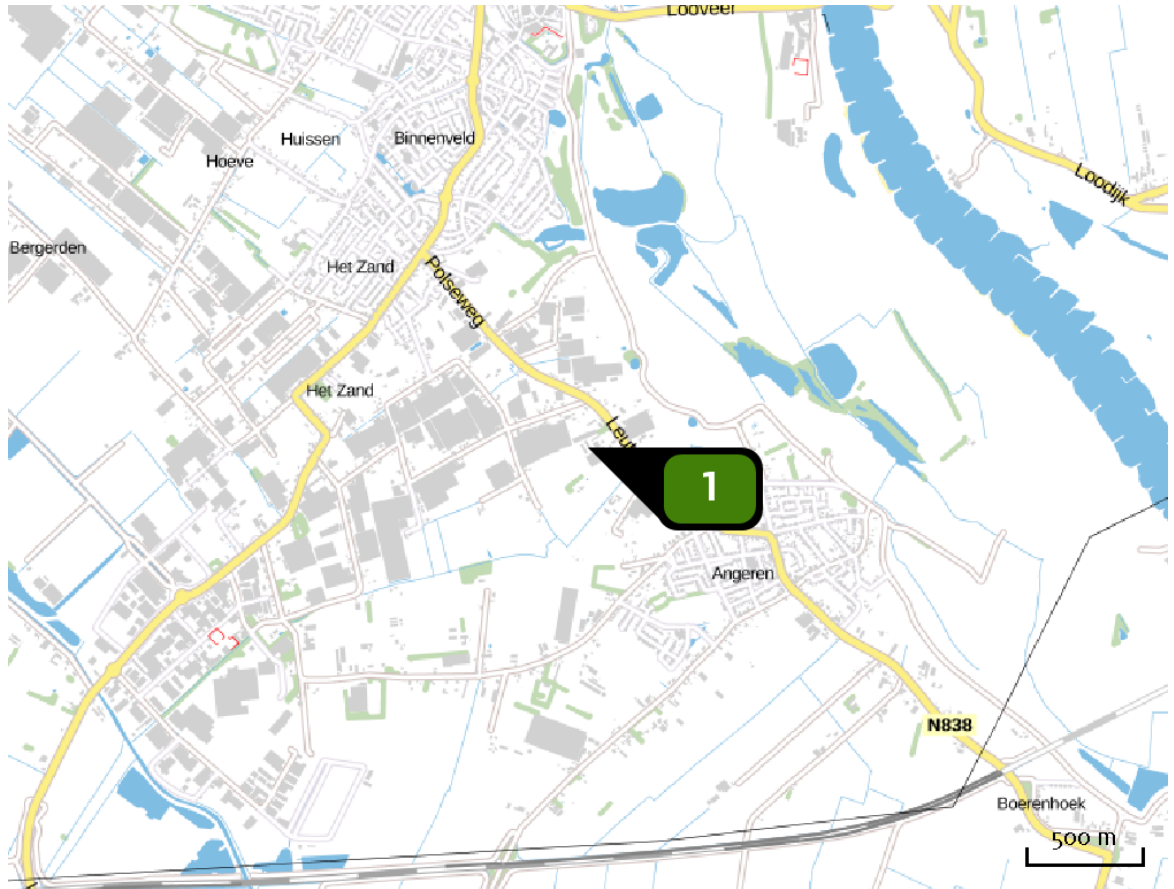 Looveer
Huissen
Binnenveld
Hoeve
Loodijk
Bergerden
Het Zand
Polseweg
Het Zand
1
Angeren
N838
Boerenhoek
500 m